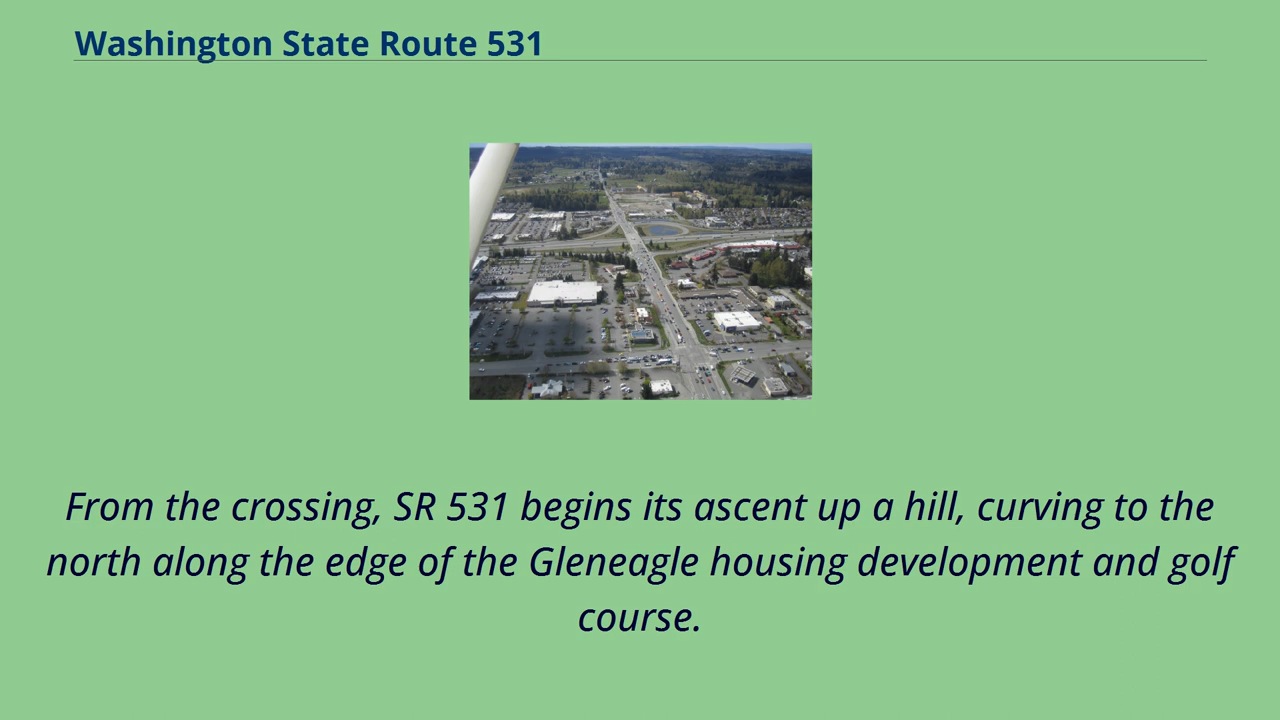 Washington State Route 531
From the crossing, SR 531 begins its ascent up a hill, curving to the
north along the edge of the Gleneagle housing development and golf
course.